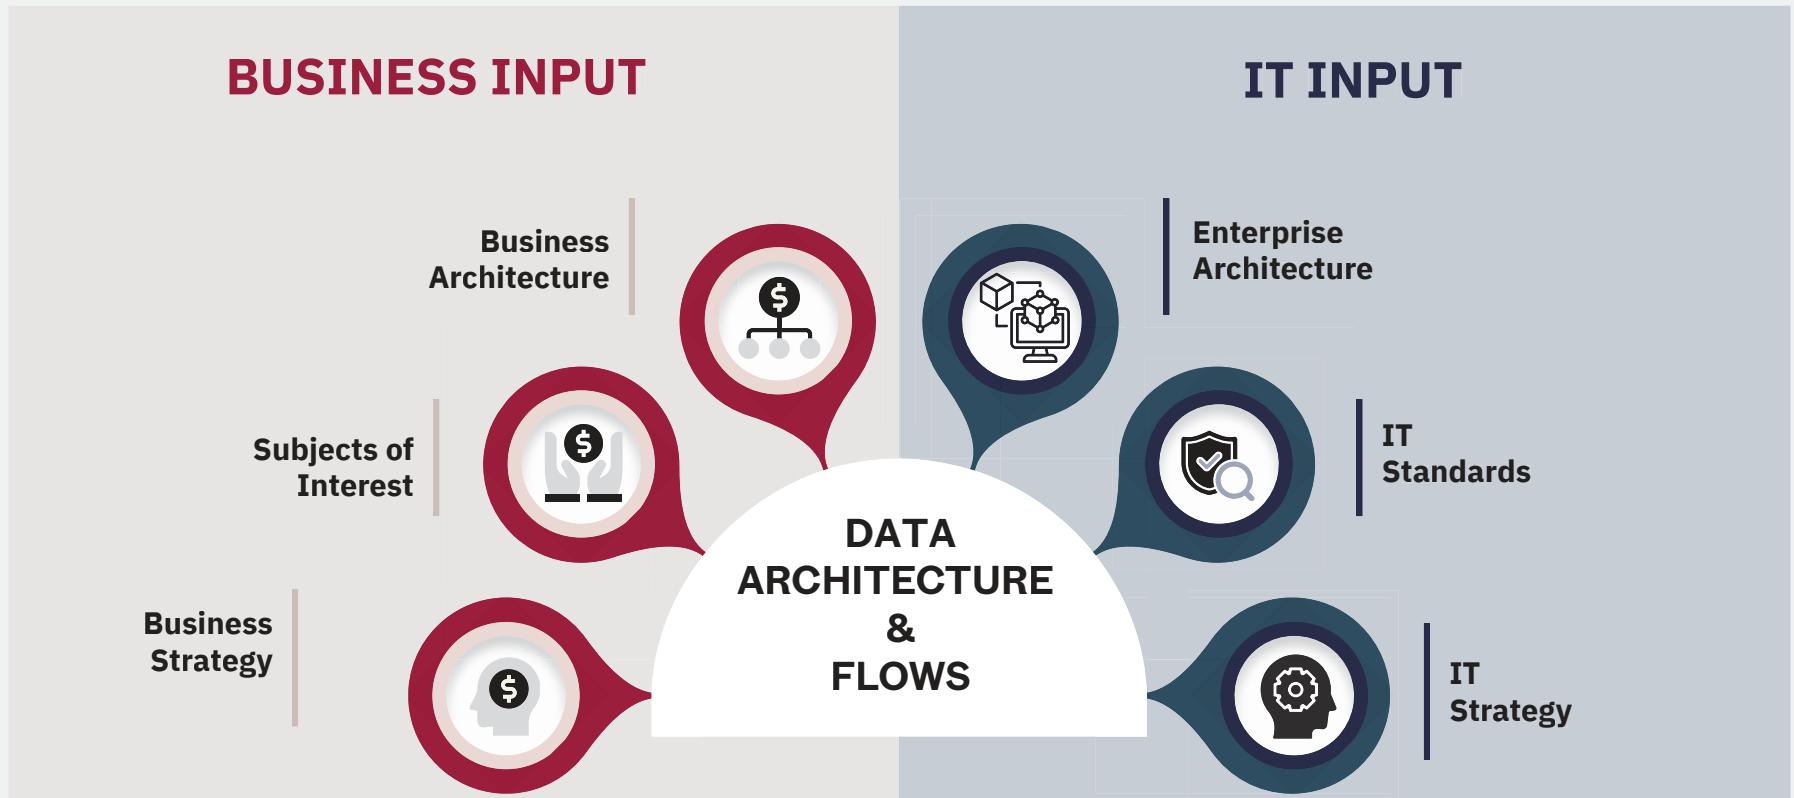 BUSINESS INPUT
IT INPUT
Business
Architecture
Subjects of
Interest
Business
Strategy
Enterprise
Architecture
IT
Standards
IT
Strategy
DATA
ARCHITECTURE
&
FLOWS
$
$
$